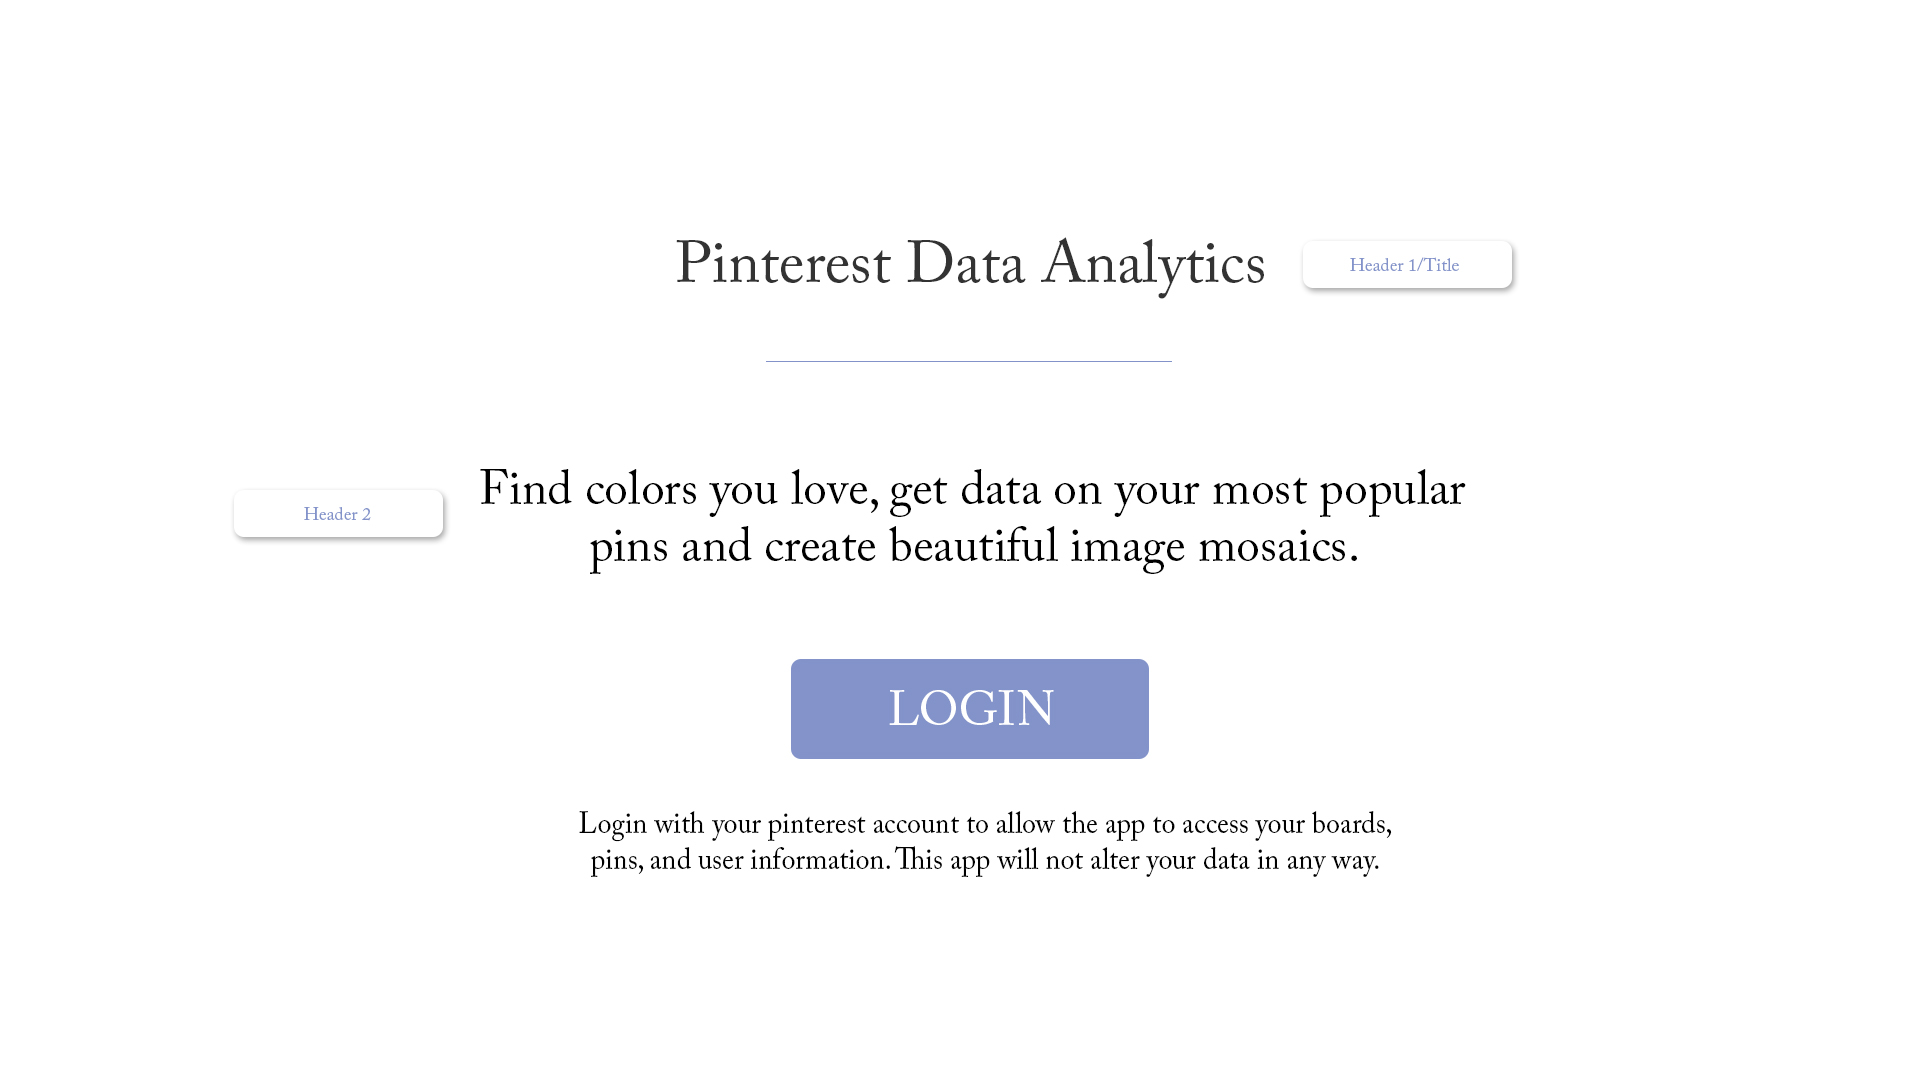 Pinterest Data Analytics
Header 1/Title
Header 2
Find colors you love, get data on your most popular
pins and create beautiful image mosaics.
LOGIN
Login with your pinterest account to allow the app to access your boards,
pins, and user information. This app will not alter your data in any way.